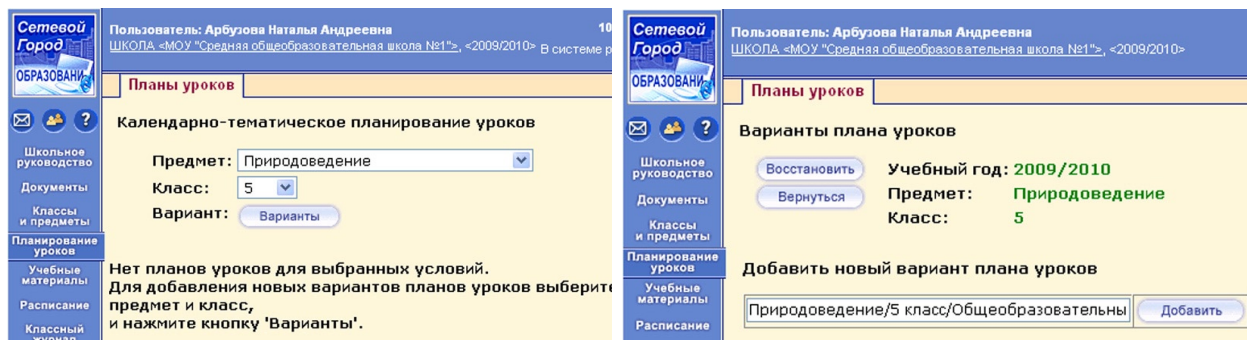 Сетевой
Город
ОБРАЗОВАНИ
Пользователь: Арбузова Наталья Андреевна 10
ШКОЛА <МОУ "Средняя общеобразовательная школа №1">, <2009/2010> В системе р
Планы уроков
Календарно-тематическое планирование уроков
Предмет: Природоведение
Класс: 5
Вариант: Варианты
Нет планов уроков для выбранных условий.
Для добавления новых вариантов планов уроков выберите
предмет и класс,
и нажмите кнопку 'Варианты'.
?
Школьное
руководство
Документы
Классы
и предметы
Планирование
уроков
Учебные
материалы
Расписание
Классный
журнал
Сетевой
Город
ОБРАЗОВАНИ
Пользователь: Арбузова Наталья Андреевна
ШКОЛА <МОУ "Средняя общеобразовательная школа №1">, <2009/2010>
Планы уроков
Варианты плана уроков
Восстановить
Вернуться
Учебный год: 2009/2010
Предмет: Природоведение
Класс: 5
Добавить новый вариант плана уроков
Природоведение/5 класс/Общеобразовательны Добавить
?
Школьное
руководство
Документы
Классы
и предметы
Планирование
уроков
Учебные
материалы
Расписание